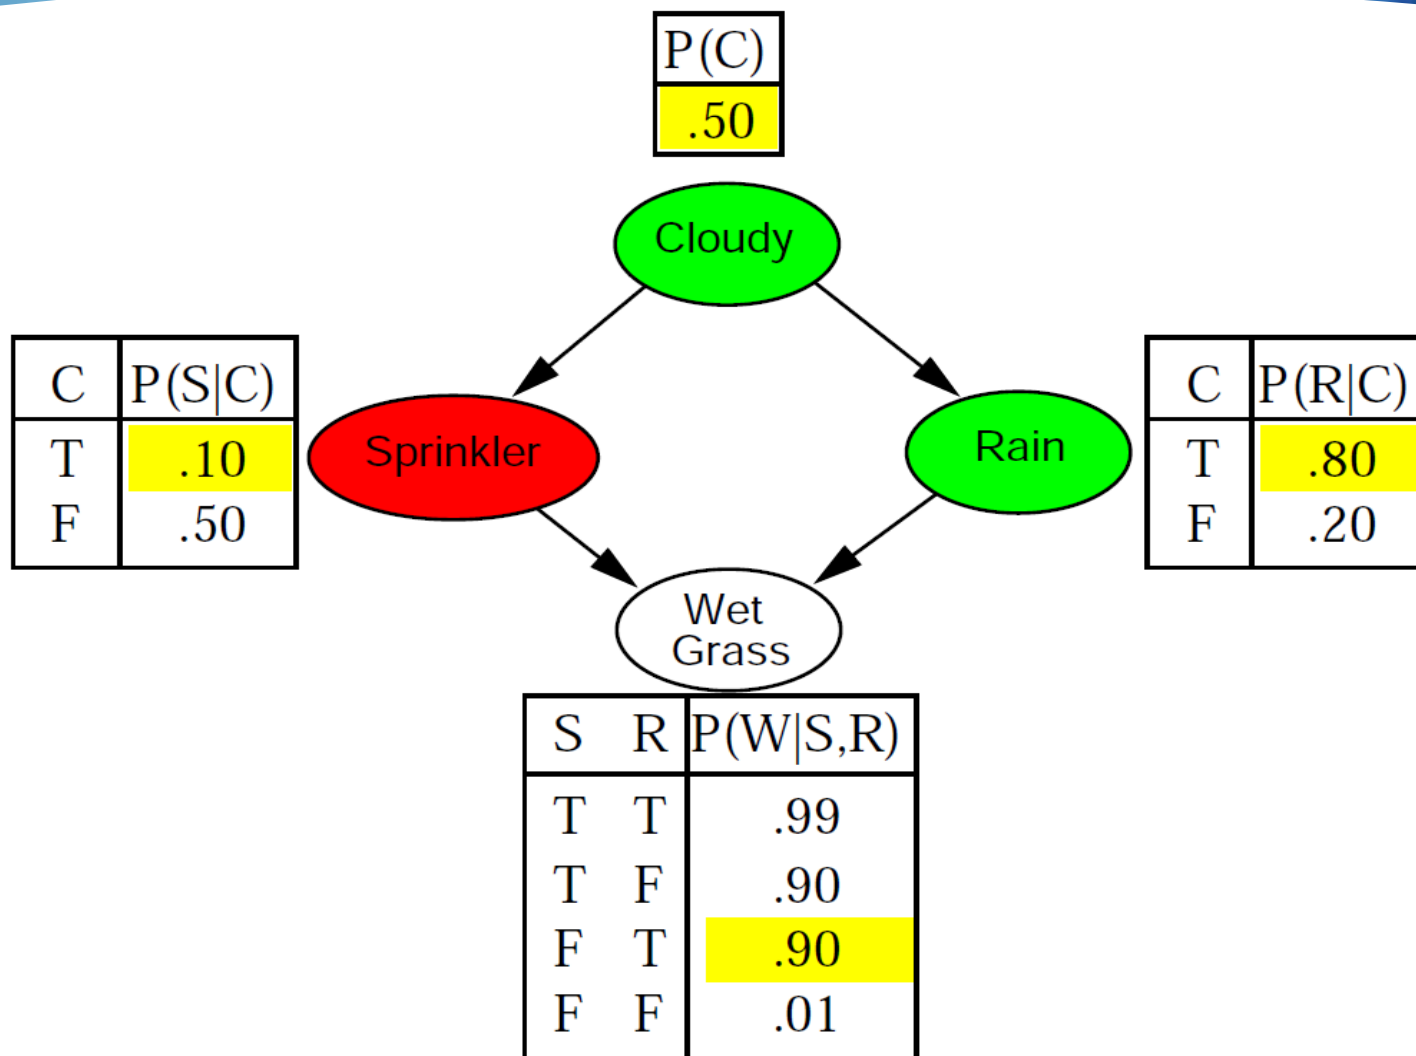 P(C)
.50
Cloudy
C P(S|C)
T .10
F .50
Sprinkler
Rain
C P(R|C)
T .80
F .20
Wet
Grass
S R P(W|S,R)
T T .99
T F .90
F T .90
F F .01